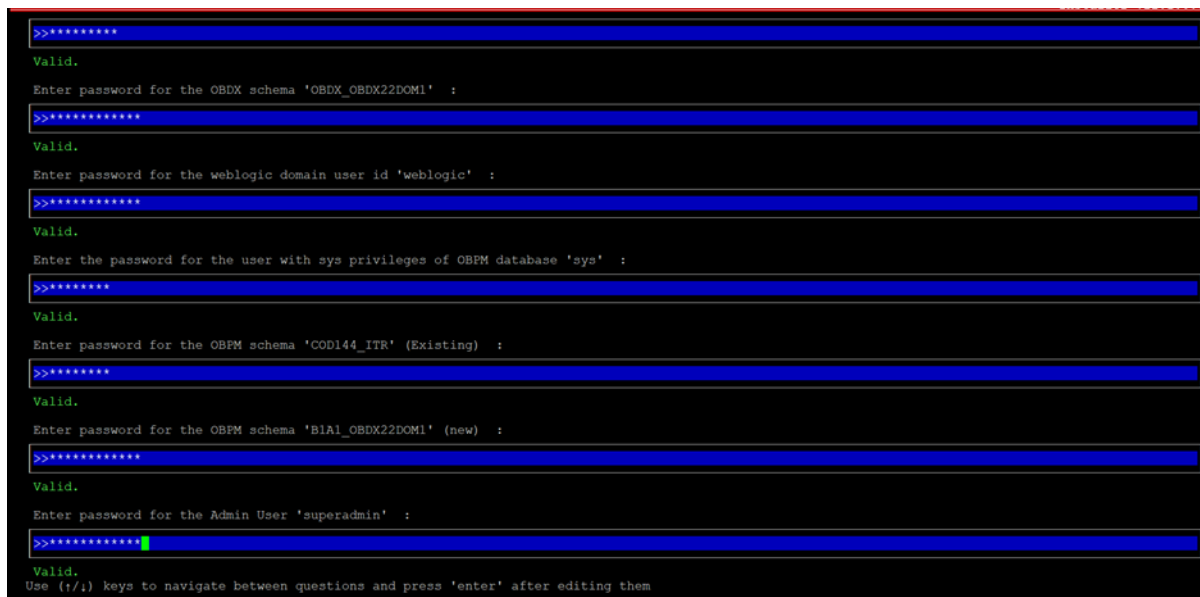 >>*********
Valid.
Enter password for the OBDX schema 'OBDX_OBDX22DOM1'  :
>>************
Valid.
Enter password for the weblogic domain user id 'weblogic'  :
>>************
Valid.
Enter the password for the user with sys privileges of OBPM database 'sys'  :
>>********
Valid.
Enter password for the OBPM schema 'COD144_ITR' (Existing)  :
>>********
Valid.
Enter password for the OBPM schema 'B1A1_OBDX22DOM1' (new)  :
>>************
Valid.
Enter password for the Admin User 'superadmin'  :
>>************
Valid.
Use (↑/↓) keys to navigate between questions and press 'enter' after editing them